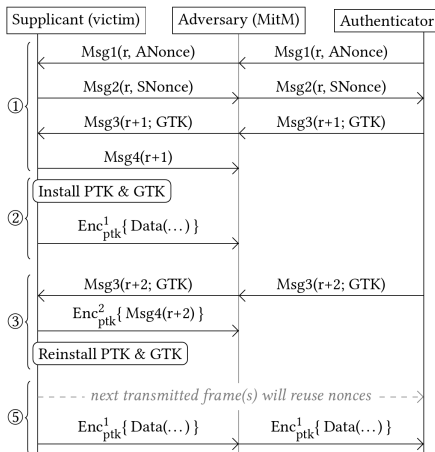 Supplicant (victim) Adversary (MitM) Authenticator
Msg1(r, ANonce) Msg1(r, ANonce)
Msg2(r, SNonce) Msg2(r, SNonce)
①
Msg3(r+1; GTK) Msg3(r+1; GTK)
Msg4(r+1)
Install PTK & GTK
②
Enc¹ₚₜₖ{ Data(…) }
Msg3(r+2; GTK) Msg3(r+2; GTK)
③
Enc²ₚₜₖ{ Msg4(r+2) }
Reinstall PTK & GTK
next transmitted frame(s) will reuse nonces
⑤
Enc¹ₚₜₖ{ Data(…) } Enc¹ₚₜₖ{ Data(…) }